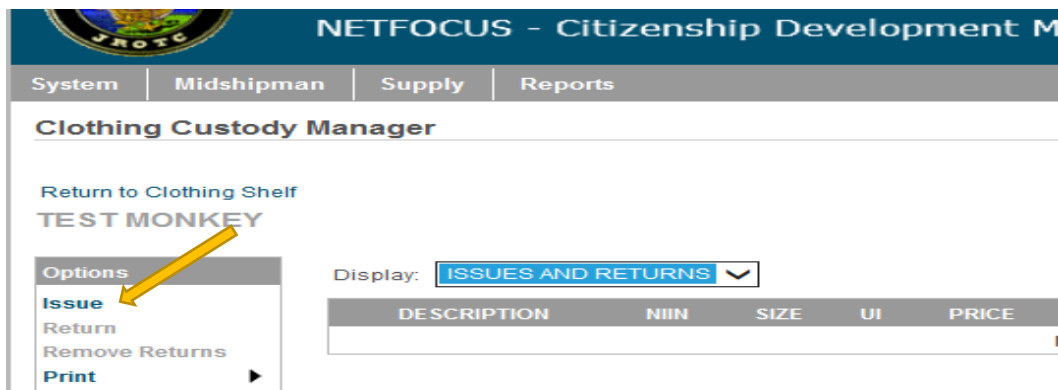 JROTC
NETFOCUS - Citizenship Development M
System Midshipman Supply Reports
Clothing Custody Manager
Return to Clothing Shelf
TEST MONKEY
Options
Display: ISSUES AND RETURNS
Issue
DESCRIPTION NIIN SIZE UI PRICE
Return
Remove Returns
Print